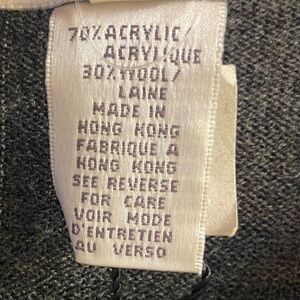 70% ACRYLIC/
ACRYLIQUE
30% WOOL/
LAINE
MADE IN
HONG KONG
FABRIQUE A
HONG KONG
SEE REVERSE
FOR CARE
VOIR MODE
D'ENTRETIEN
AU VERSO